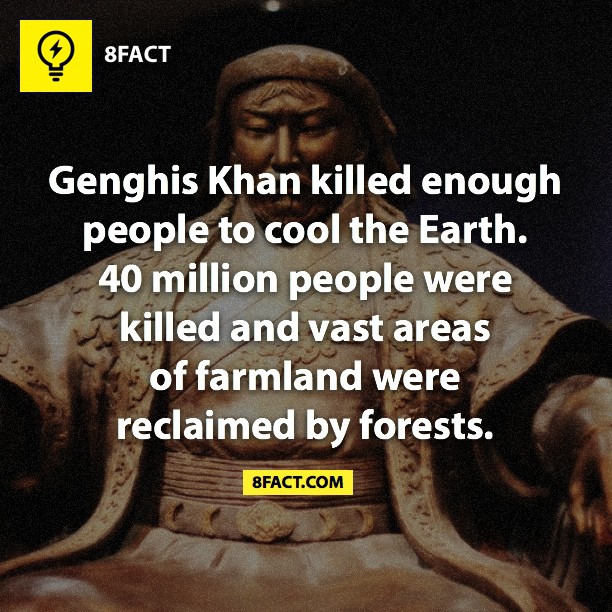 8FACT
Genghis Khan killed enough
people to cool the Earth.
40 million people were
killed and vast areas
of farmland were
reclaimed by forests.
8FACT.COM